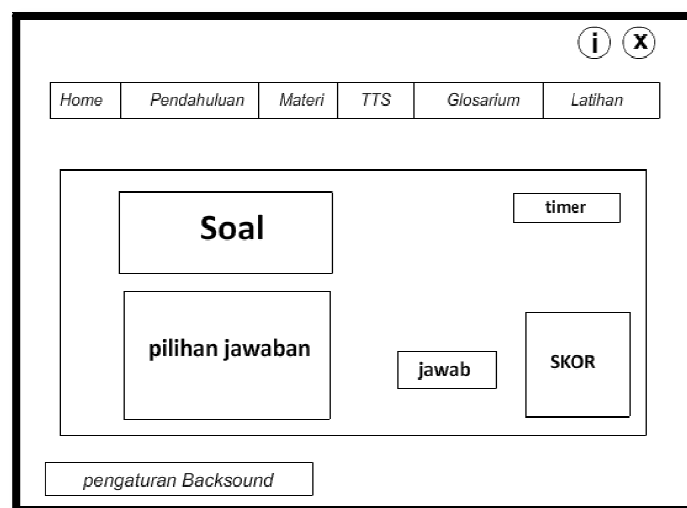 i X
Home Pendahuluan Materi TTS Glosarium Latihan
Soal
timer
pilihan jawaban
jawab
SKOR
pengaturan Backsound